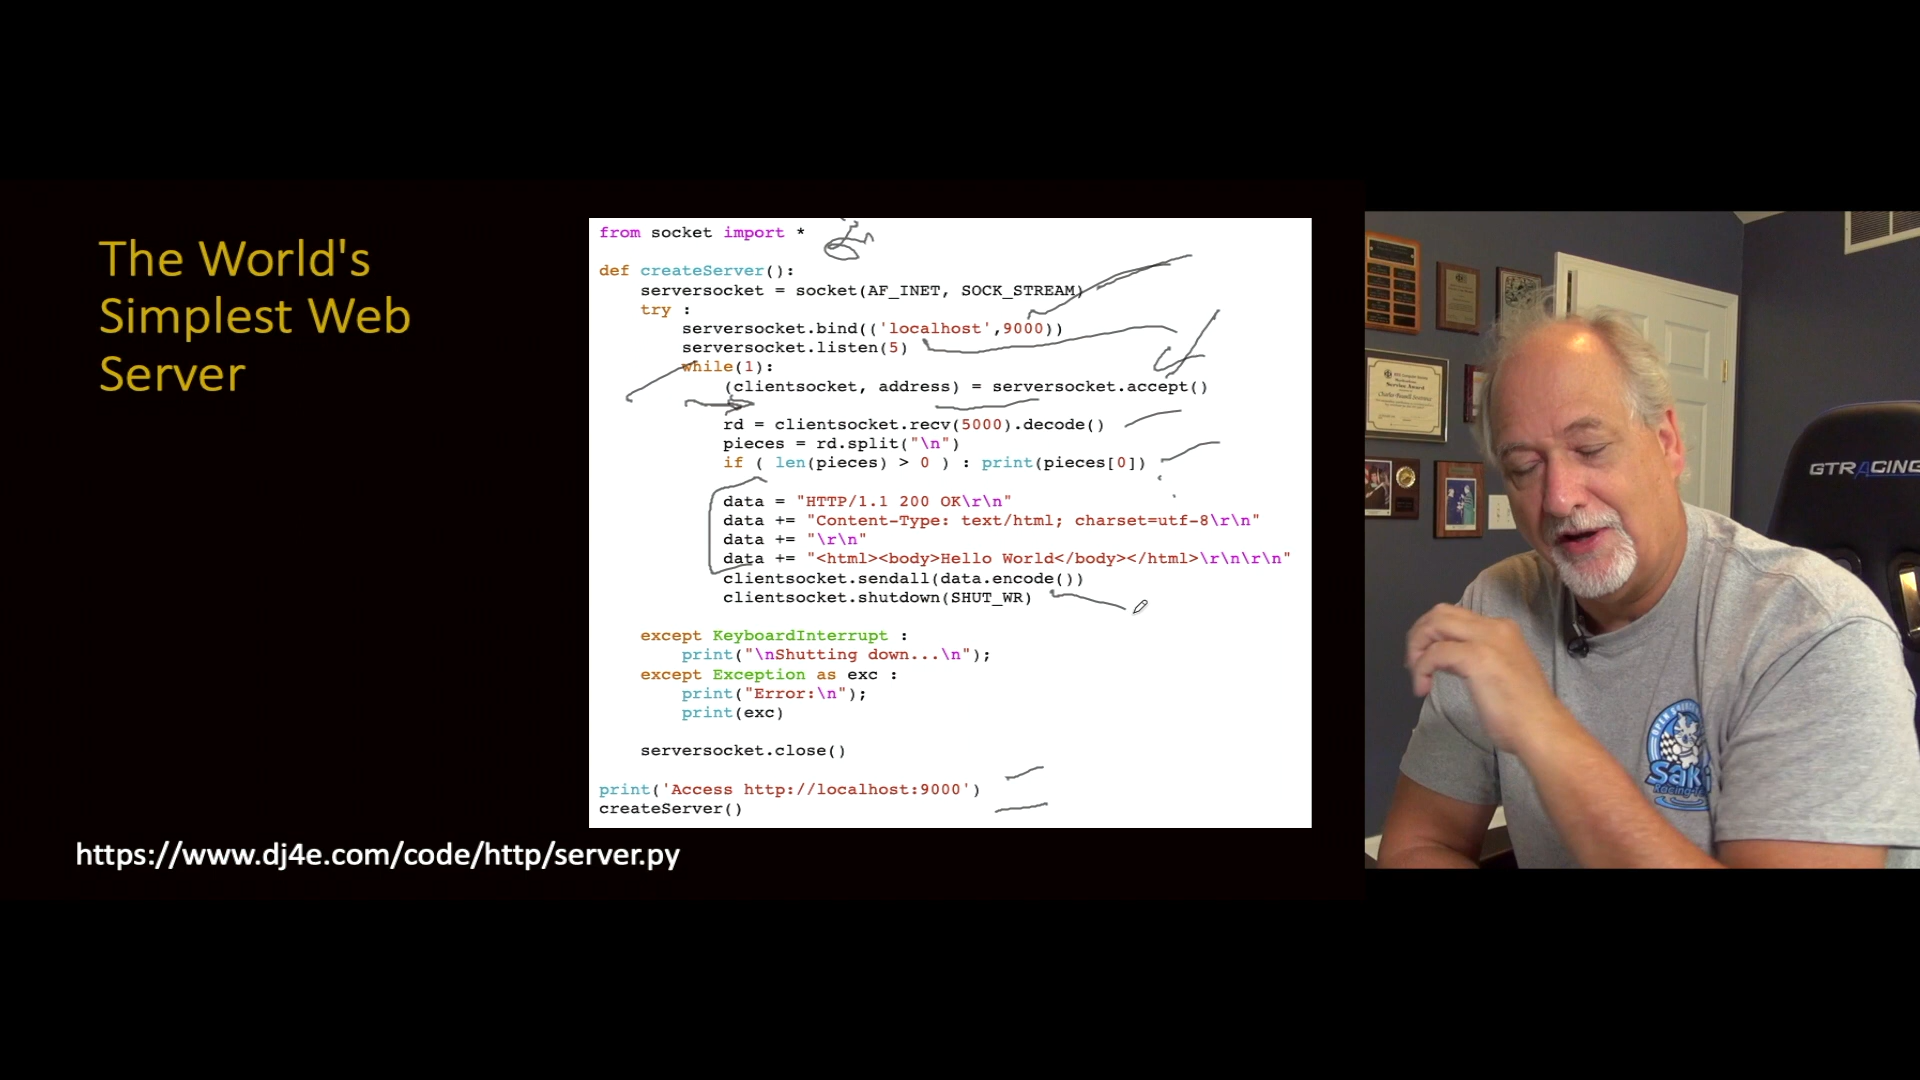 The World's
Simplest Web
Server
from socket import *
def createServer():
    serversocket = socket(AF_INET, SOCK_STREAM)
    try :
        serversocket.bind(('localhost',9000))
        serversocket.listen(5)
        while(1):
            (clientsocket, address) = serversocket.accept()
            rd = clientsocket.recv(5000).decode()
            pieces = rd.split("\n")
            if ( len(pieces) > 0 ) : print(pieces[0])
            data = "HTTP/1.1 200 OK\r\n"
            data += "Content-Type: text/html; charset=utf-8\r\n"
            data += "\r\n"
            data += "<html><body>Hello World</body></html>\r\n\r\n"
            clientsocket.sendall(data.encode())
            clientsocket.shutdown(SHUT_WR)
    except KeyboardInterrupt :
        print("\nShutting down...\n");
    except Exception as exc :
        print("Error:\n");
        print(exc)
    serversocket.close()
print('Access http://localhost:9000')
createServer()
https://www.dj4e.com/code/http/server.py
GTRACING
Service Award